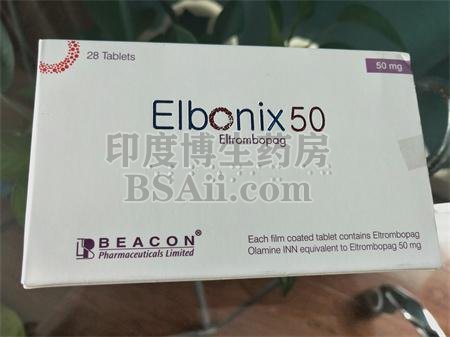 28 Tablets
50 mg
Elbonix 50
Eltrombopag
印度博生药房
BSAii.com
BEACON®
Pharmaceuticals Limited
Each film coated tablet contains Eltrombopag
Olamine INN equivalent to Eltrombopag 50 mg